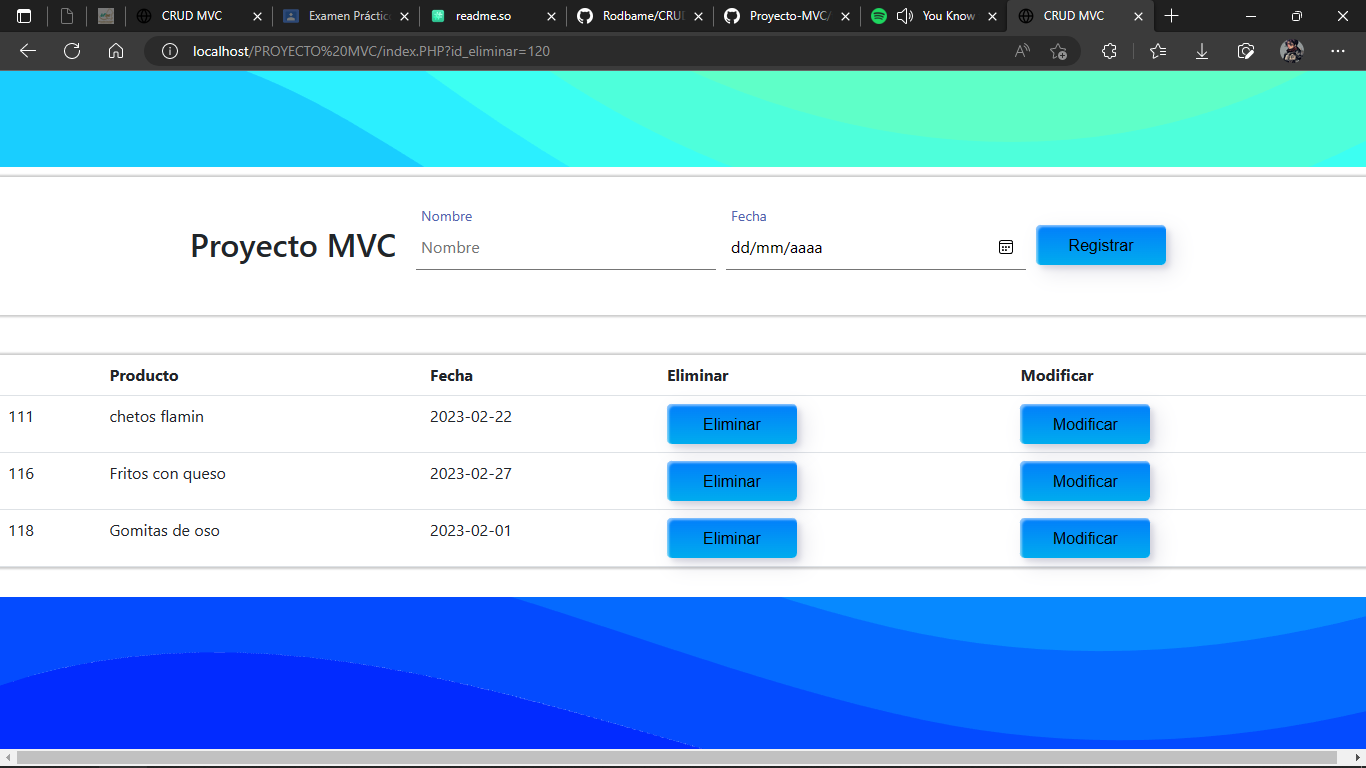 CRUD MVC
Examen Práctic
readme.so
Rodbame/CRUD
Proyecto-MVC/
You Know
CRUD MVC
localhost/PROYECTO%20MVC/index.PHP?id_eliminar=120
Nombre Fecha
Proyecto MVC Nombre dd/mm/aaaa Registrar
Producto Fecha Eliminar Modificar
111 chetos flamin 2023-02-22 Eliminar Modificar
116 Fritos con queso 2023-02-27 Eliminar Modificar
118 Gomitas de oso 2023-02-01 Eliminar Modificar